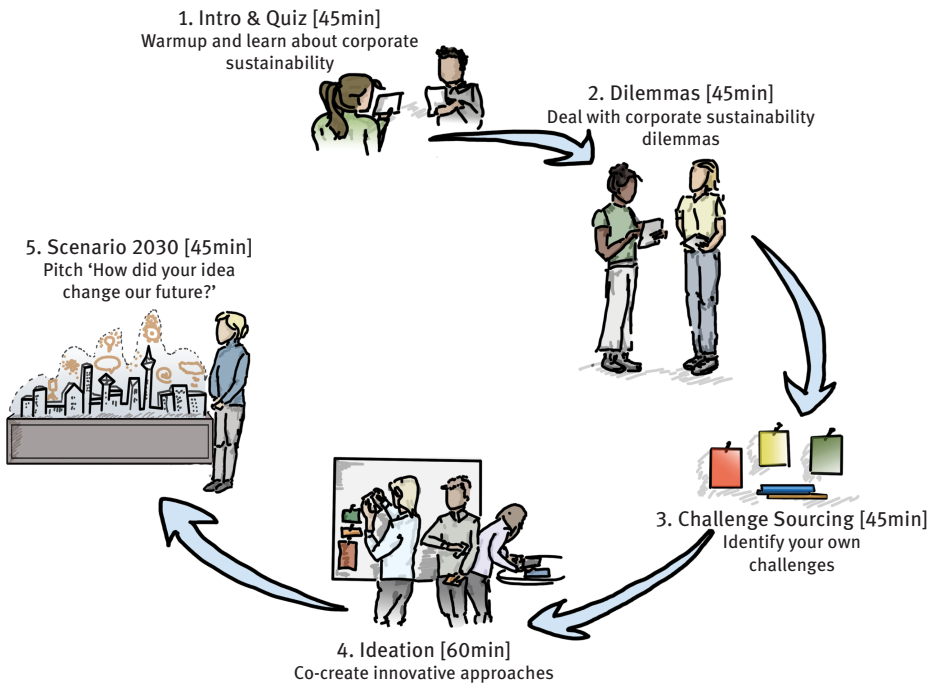 1. Intro & Quiz [45min]
Warmup and learn about corporate
sustainability
2. Dilemmas [45min]
Deal with corporate sustainability
dilemmas
3. Challenge Sourcing [45min]
Identify your own
challenges
4. Ideation [60min]
Co-create innovative approaches
5. Scenario 2030 [45min]
Pitch ‘How did your idea
change our future?’